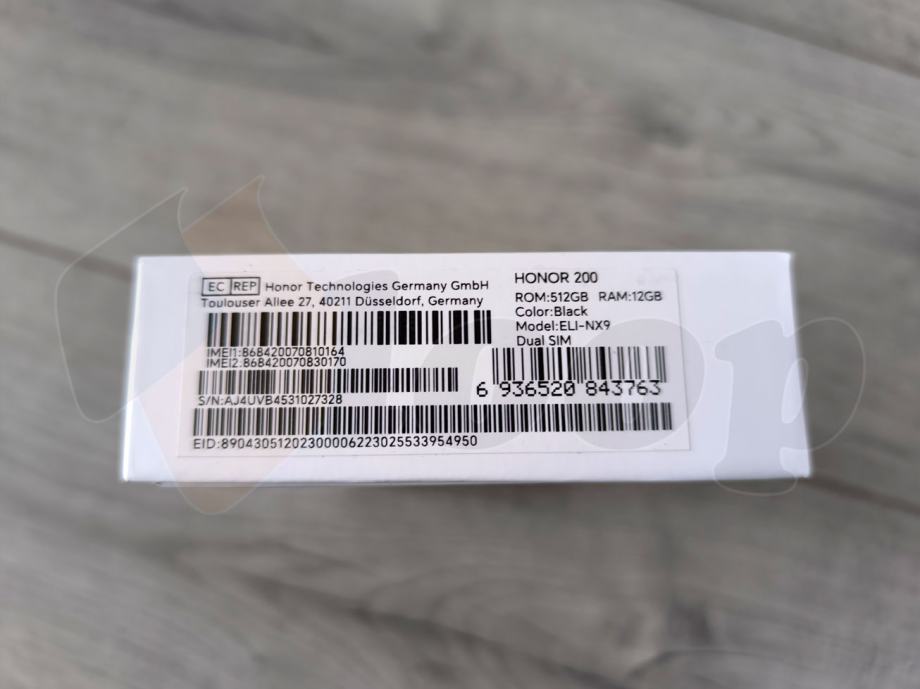 EC REP Honor Technologies Germany GmbH
Toulouser Allee 27, 40211 Düsseldorf, Germany
IMEI1:868420070810164
IMEI2:868420070830170
S/N:AJ4UVB4531027328
EID:89043051202300006223025533954950
HONOR 200
ROM:512GB RAM:12GB
Color:Black
Model:ELI-NX9
Dual SIM
6 936520 843763
loop